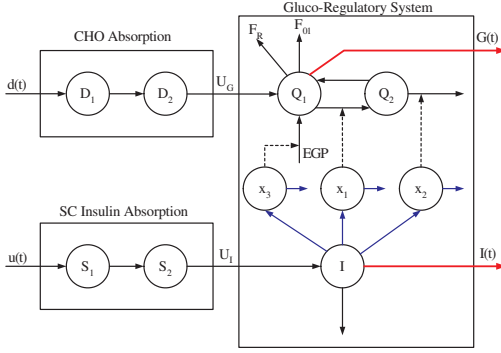 Gluco-Regulatory System
CHO Absorption
F_R
F_01
G(t)
d(t)
D_1
D_2
U_G
Q_1
Q_2
EGP
x_3
x_1
x_2
SC Insulin Absorption
u(t)
S_1
S_2
U_I
I
I(t)